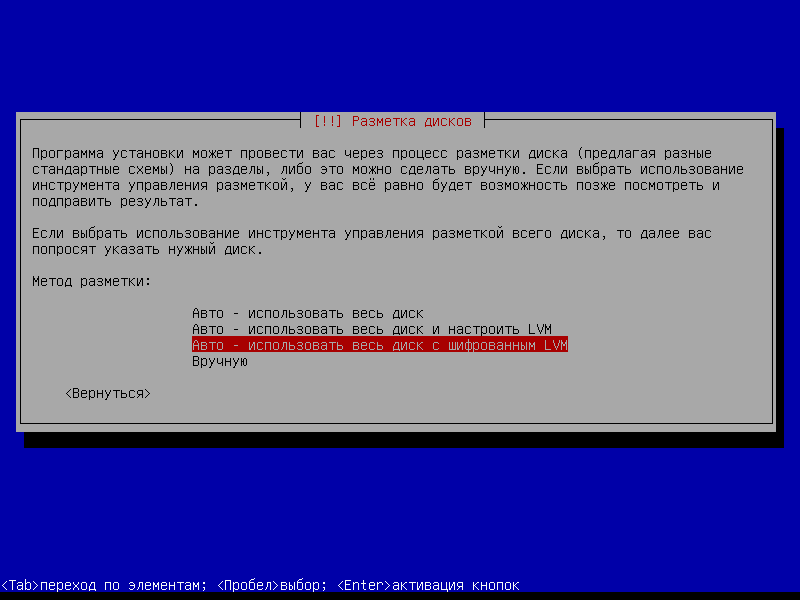 [!!] Разметка дисков
Программа установки может провести вас через процесс разметки диска (предлагая разные
стандартные схемы) на разделы, либо это можно сделать вручную. Если выбрать использование
инструмента управления разметкой, у вас всё равно будет возможность позже посмотреть и
подправить результат.
Если выбрать использование инструмента управления разметкой всего диска, то далее вас
попросят указать нужный диск.
Метод разметки:
Авто - использовать весь диск
Авто - использовать весь диск и настроить LVM
Авто - использовать весь диск с шифрованным LVM
Вручную
<Вернуться>
<Tab>переход по элементам; <Пробел>выбор; <Enter>активация кнопок